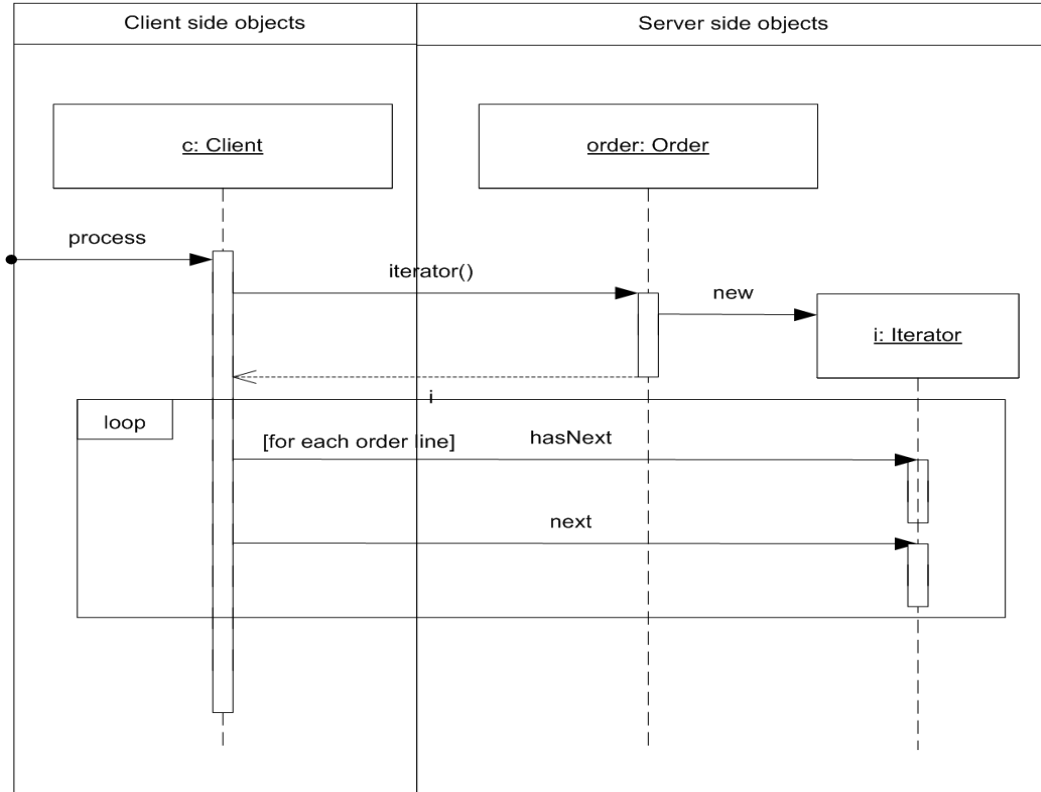 Client side objects
Server side objects
c: Client
order: Order
process
iterator()
new
i: Iterator
i
loop
[for each order line]
hasNext
next